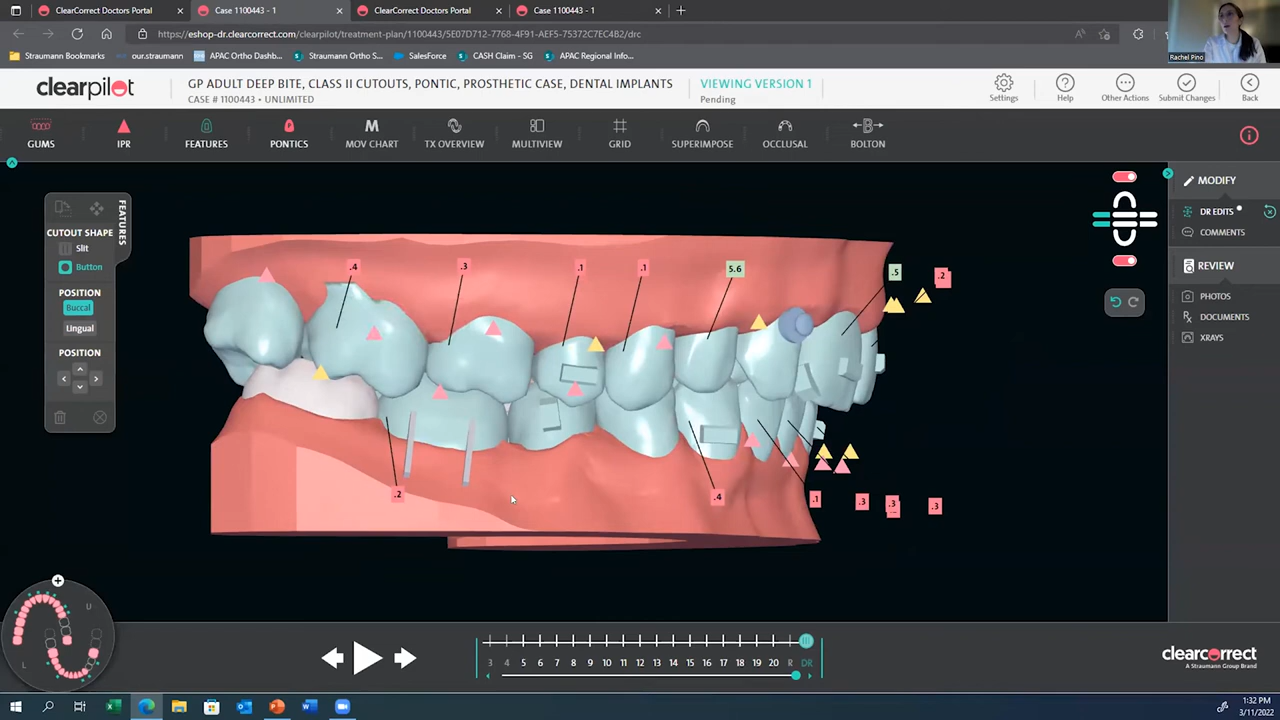 ClearCorrect Doctors Portal
Case 1100443 - 1
ClearCorrect Doctors Portal
Case 1100443 - 1
https://eshop-dr.clearcorrect.com/clearpilot/treatment-plan/1100443/5E07D712-7768-4F91-AEF5-75372C7EC4B2/drc
Straumann Bookmarks
our.straumann
APAC Ortho Dashb...
Straumann Ortho S...
SalesForce
CASH Claim - SG
APAC Regional Info...
Rachel Pino
clearpilot
GP ADULT DEEP BITE, CLASS II CUTOUTS, PONTIC, PROSTHETIC CASE, DENTAL IMPLANTS
CASE # 1100443 • UNLIMITED
VIEWING VERSION 1
Pending
Settings
Help
Other Actions
Submit Changes
Back
GUMS
IPR
FEATURES
PONTICS
MOV CHART
TX OVERVIEW
MULTIVIEW
GRID
SUPERIMPOSE
OCCLUSAL
BOLTON
MODIFY
DR EDITS
COMMENTS
REVIEW
PHOTOS
DOCUMENTS
XRAYS
FEATURES
CUTOUT SHAPE
Slit
Button
POSITION
Buccal
Lingual
POSITION
.4
.3
.1
.1
5.6
.5
.2
.2
.4
.1
.3
.3
.3
U
L
3 4 5 6 7 8 9 10 11 12 13 14 15 16 17 18 19 20 R DR
clearcorrect
A Straumann Group Brand
1:32 PM
3/11/2022